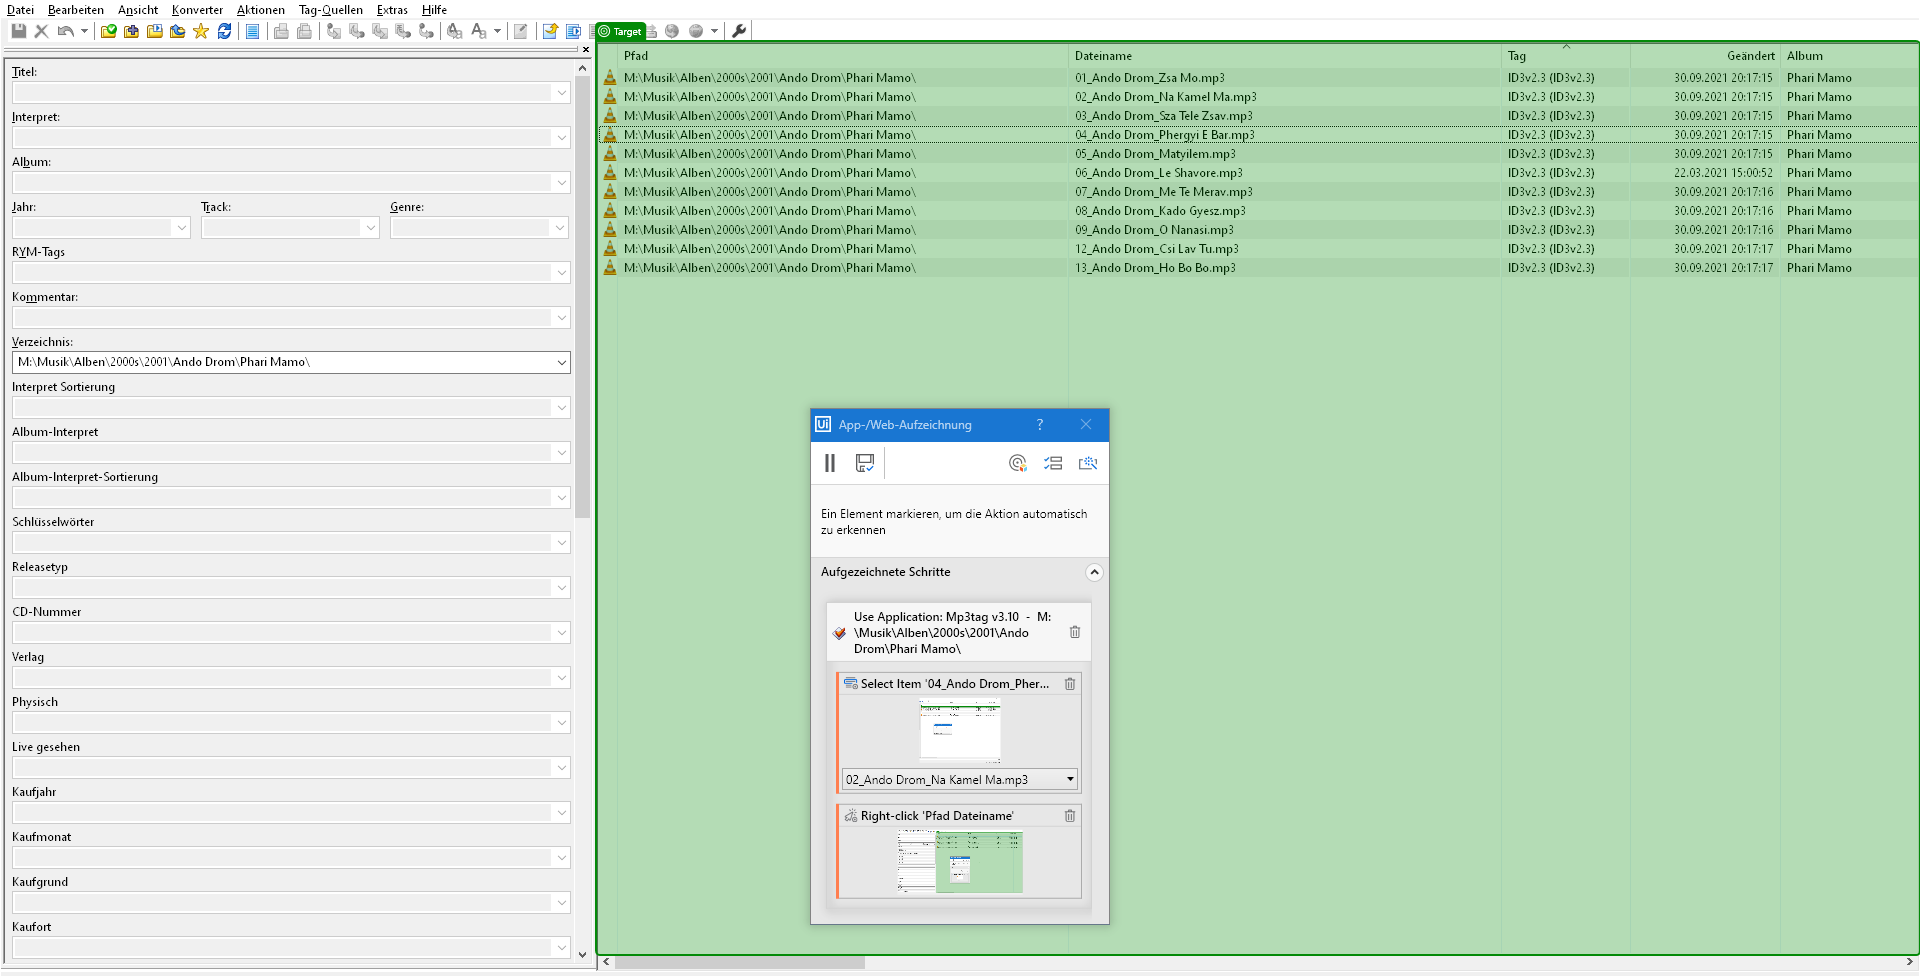 Datei Bearbeiten Ansicht Konverter Aktionen Tag-Quellen Extras Hilfe
Target
Titel:
Interpret:
Album:
Jahr: Track: Genre:
RYM-Tags
Kommentar:
Verzeichnis:
M:\Musik\Alben\2000s\2001\Ando Drom\Phari Mamo\
Interpret Sortierung
Album-Interpret
Album-Interpret-Sortierung
Schlüsselwörter
Releasetyp
CD-Nummer
Verlag
Physisch
Live gesehen
Kaufjahr
Kaufmonat
Kaufgrund
Kaufort
Pfad Dateiname Tag Geändert Album
M:\Musik\Alben\2000s\2001\Ando Drom\Phari Mamo\ 01_Ando Drom_Zsa Mo.mp3 ID3v2.3 (ID3v2.3) 30.09.2021 20:17:15 Phari Mamo
M:\Musik\Alben\2000s\2001\Ando Drom\Phari Mamo\ 02_Ando Drom_Na Kamel Ma.mp3 ID3v2.3 (ID3v2.3) 30.09.2021 20:17:15 Phari Mamo
M:\Musik\Alben\2000s\2001\Ando Drom\Phari Mamo\ 03_Ando Drom_Sza Tele Zsav.mp3 ID3v2.3 (ID3v2.3) 30.09.2021 20:17:15 Phari Mamo
M:\Musik\Alben\2000s\2001\Ando Drom\Phari Mamo\ 04_Ando Drom_Phergyi E Bar.mp3 ID3v2.3 (ID3v2.3) 30.09.2021 20:17:15 Phari Mamo
M:\Musik\Alben\2000s\2001\Ando Drom\Phari Mamo\ 05_Ando Drom_Matyilem.mp3 ID3v2.3 (ID3v2.3) 30.09.2021 20:17:15 Phari Mamo
M:\Musik\Alben\2000s\2001\Ando Drom\Phari Mamo\ 06_Ando Drom_Le Shavore.mp3 ID3v2.3 (ID3v2.3) 22.03.2021 15:00:52 Phari Mamo
M:\Musik\Alben\2000s\2001\Ando Drom\Phari Mamo\ 07_Ando Drom_Me Te Merav.mp3 ID3v2.3 (ID3v2.3) 30.09.2021 20:17:16 Phari Mamo
M:\Musik\Alben\2000s\2001\Ando Drom\Phari Mamo\ 08_Ando Drom_Kado Gyesz.mp3 ID3v2.3 (ID3v2.3) 30.09.2021 20:17:16 Phari Mamo
M:\Musik\Alben\2000s\2001\Ando Drom\Phari Mamo\ 09_Ando Drom_O Nanasi.mp3 ID3v2.3 (ID3v2.3) 30.09.2021 20:17:16 Phari Mamo
M:\Musik\Alben\2000s\2001\Ando Drom\Phari Mamo\ 12_Ando Drom_Csi Lav Tu.mp3 ID3v2.3 (ID3v2.3) 30.09.2021 20:17:17 Phari Mamo
M:\Musik\Alben\2000s\2001\Ando Drom\Phari Mamo\ 13_Ando Drom_Ho Bo Bo.mp3 ID3v2.3 (ID3v2.3) 30.09.2021 20:17:17 Phari Mamo
Ui App-/Web-Aufzeichnung ?
Ein Element markieren, um die Aktion automatisch
zu erkennen
Aufgezeichnete Schritte
Use Application: Mp3tag v3.10 - M:
\Musik\Alben\2000s\2001\Ando
Drom\Phari Mamo\
Select Item '04_Ando Drom_Pher...
02_Ando Drom_Na Kamel Ma.mp3
Right-click 'Pfad Dateiname'